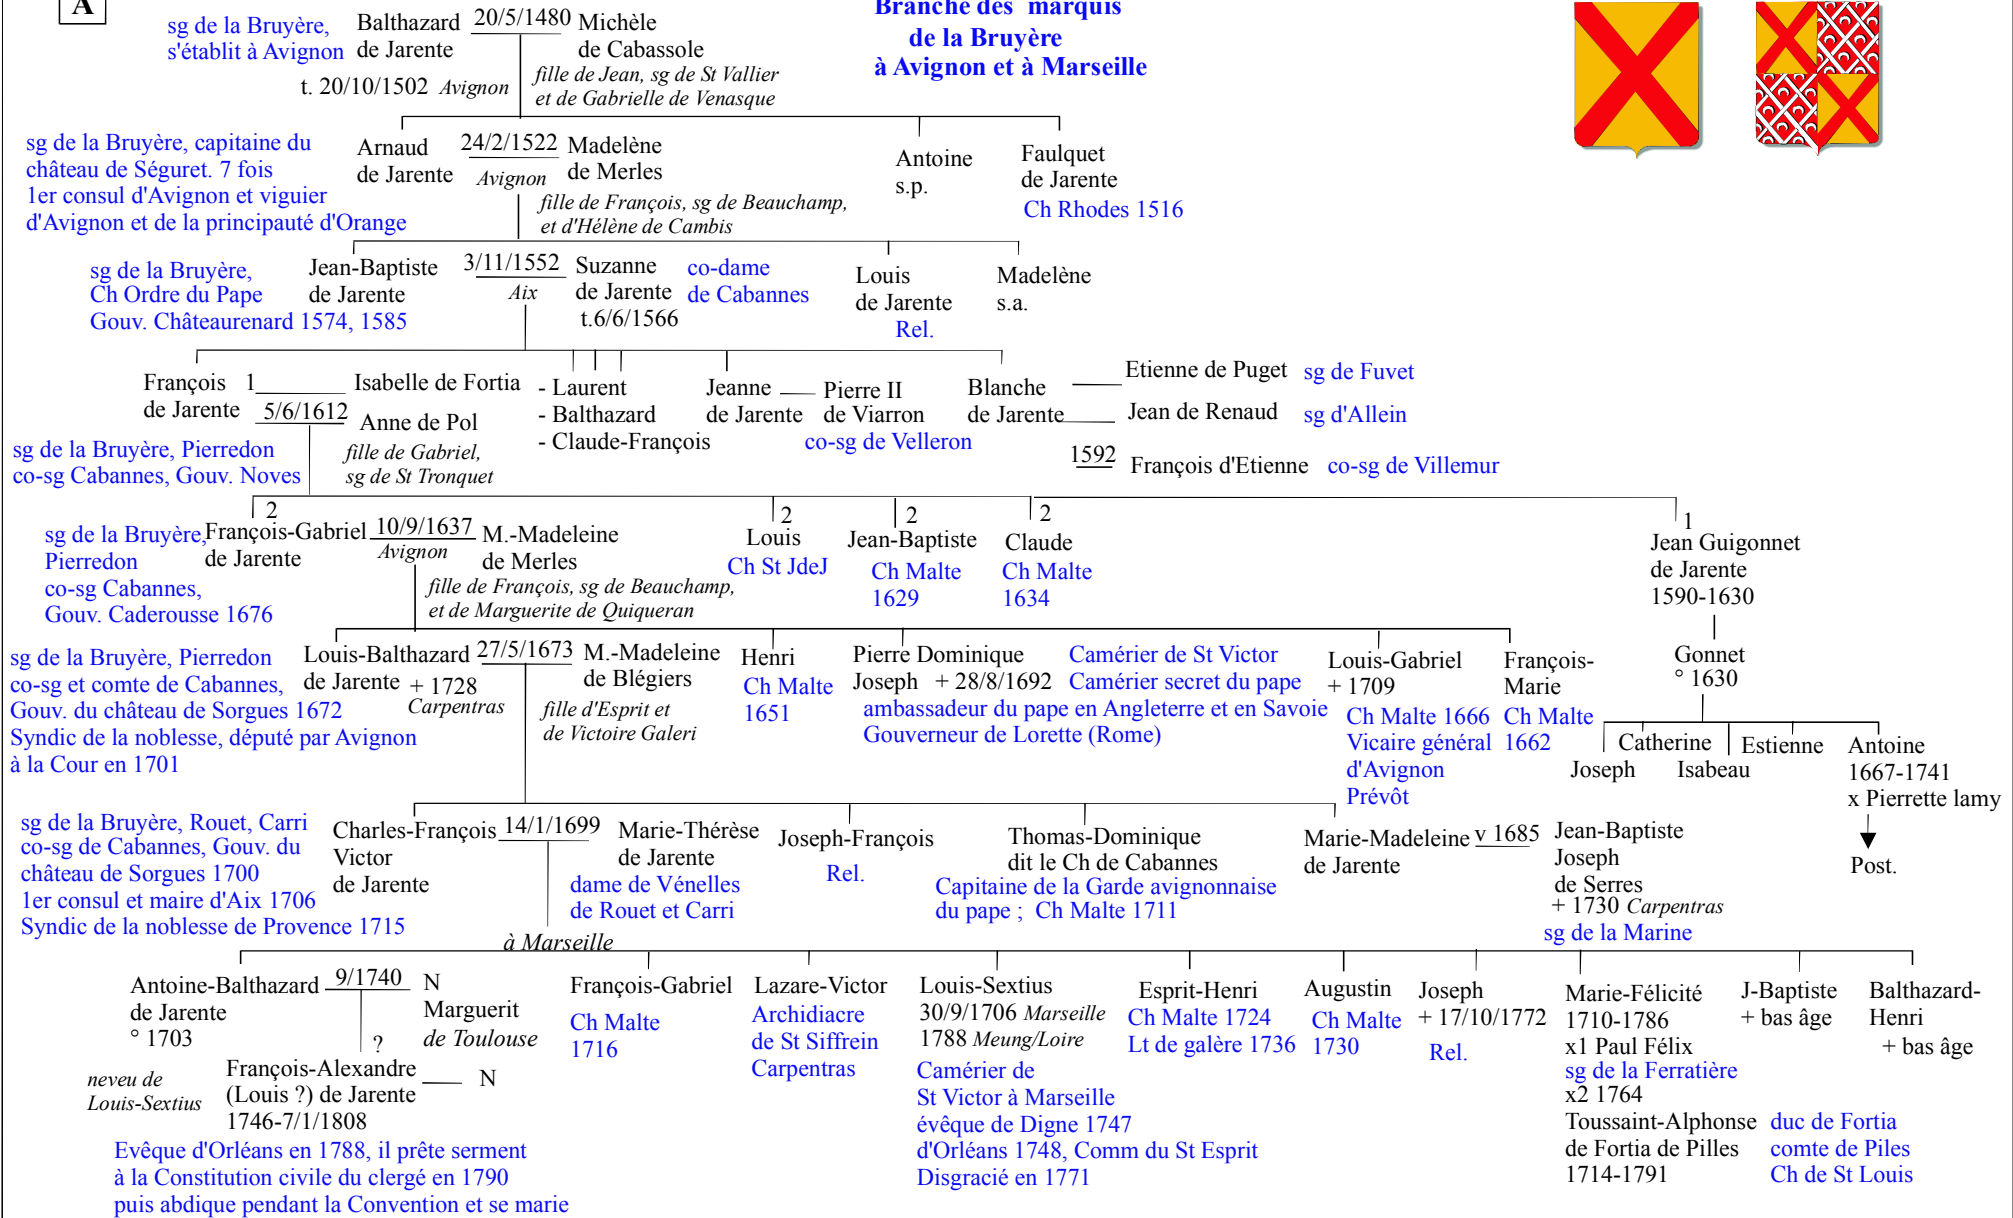 A
Branche des marquis
de la Bruyère
à Avignon et à Marseille
sg de la Bruyère,
s'établit à Avignon
Balthazard
de Jarente
20/5/1480
Michèle
de Cabassole
t. 20/10/1502 Avignon
fille de Jean, sg de St Vallier
et de Gabrielle de Venasque
sg de la Bruyère, capitaine du
château de Séguret. 7 fois
1er consul d'Avignon et viguier
d'Avignon et de la principauté d'Orange
Arnaud
de Jarente
24/2/1522
Avignon
Madelène
de Merles
fille de François, sg de Beauchamp,
et d'Hélène de Cambis
Antoine
s.p.
Faulquet
de Jarente
Ch Rhodes 1516
sg de la Bruyère,
Ch Ordre du Pape
Gouv. Châteaurenard 1574, 1585
Jean-Baptiste
de Jarente
3/11/1552
Aix
Suzanne
de Jarente
t.6/6/1566
co-dame
de Cabannes
Louis
de Jarente
Rel.
Madelène
s.a.
François
de Jarente
1
Isabelle de Fortia
5/6/1612
Anne de Pol
fille de Gabriel,
sg de St Tronquet
sg de la Bruyère, Pierredon
co-sg Cabannes, Gouv. Noves
- Laurent
- Balthazard
- Claude-François
Jeanne
de Jarente
Pierre II
de Viarron
co-sg de Velleron
Blanche
de Jarente
Etienne de Puget sg de Fuvet
Jean de Renaud sg d'Allein
1592
François d'Etienne co-sg de Villemur
sg de la Bruyère,
Pierredon
co-sg Cabannes,
Gouv. Caderousse 1676
2
François-Gabriel
de Jarente
10/9/1637
Avignon
M.-Madeleine
de Merles
fille de François, sg de Beauchamp,
et de Marguerite de Quiqueran
2
Louis
Ch St JdeJ
2
Jean-Baptiste
Ch Malte
1629
2
Claude
Ch Malte
1634
1
Jean Guigonnet
de Jarente
1590-1630
sg de la Bruyère, Pierredon
co-sg et comte de Cabannes,
Gouv. du château de Sorgues 1672
Syndic de la noblesse, député par Avignon
à la Cour en 1701
Louis-Balthazard
de Jarente
27/5/1673
+ 1728
Carpentras
M.-Madeleine
de Blégiers
fille d'Esprit et
de Victoire Galeri
Henri
Ch Malte
1651
Pierre Dominique
Joseph + 28/8/1692
Camérier de St Victor
Camérier secret du pape
ambassadeur du pape en Angleterre et en Savoie
Gouverneur de Lorette (Rome)
Louis-Gabriel
+ 1709
Ch Malte 1666
Vicaire général
d'Avignon
Prévôt
François-
Marie
Ch Malte
1662
Gonnet
° 1630
Joseph
Catherine
Isabeau
Estienne
Antoine
1667-1741
x Pierrette lamy
Post.
sg de la Bruyère, Rouet, Carri
co-sg de Cabannes, Gouv. du
château de Sorgues 1700
1er consul et maire d'Aix 1706
Syndic de la noblesse de Provence 1715
Charles-François
Victor
de Jarente
14/1/1699
Marie-Thérèse
de Jarente
dame de Vénelles
de Rouet et Carri
à Marseille
Joseph-François
Rel.
Thomas-Dominique
dit le Ch de Cabannes
Capitaine de la Garde avignonnaise
du pape ; Ch Malte 1711
Marie-Madeleine
de Jarente
v 1685
Jean-Baptiste
Joseph
de Serres
+ 1730 Carpentras
sg de la Marine
Antoine-Balthazard
de Jarente
° 1703
9/1740
N
Marguerit
de Toulouse
?
neveu de
Louis-Sextius
François-Alexandre
(Louis ?) de Jarente
1746-7/1/1808
N
Evêque d'Orléans en 1788, il prête serment
à la Constitution civile du clergé en 1790
puis abdique pendant la Convention et se marie
François-Gabriel
Ch Malte
1716
Lazare-Victor
Archidiacre
de St Siffrein
Carpentras
Louis-Sextius
30/9/1706 Marseille
1788 Meung/Loire
Camérier de
St Victor à Marseille
évêque de Digne 1747
d'Orléans 1748, Comm du St Esprit
Disgracié en 1771
Esprit-Henri
Ch Malte 1724
Lt de galère 1736
Augustin
Ch Malte
1730
Joseph
+ 17/10/1772
Rel.
Marie-Félicité
1710-1786
x1 Paul Félix
sg de la Ferratière
x2 1764
Toussaint-Alphonse
de Fortia de Pilles
1714-1791
duc de Fortia
comte de Piles
Ch de St Louis
J-Baptiste
+ bas âge
Balthazard-
Henri
+ bas âge